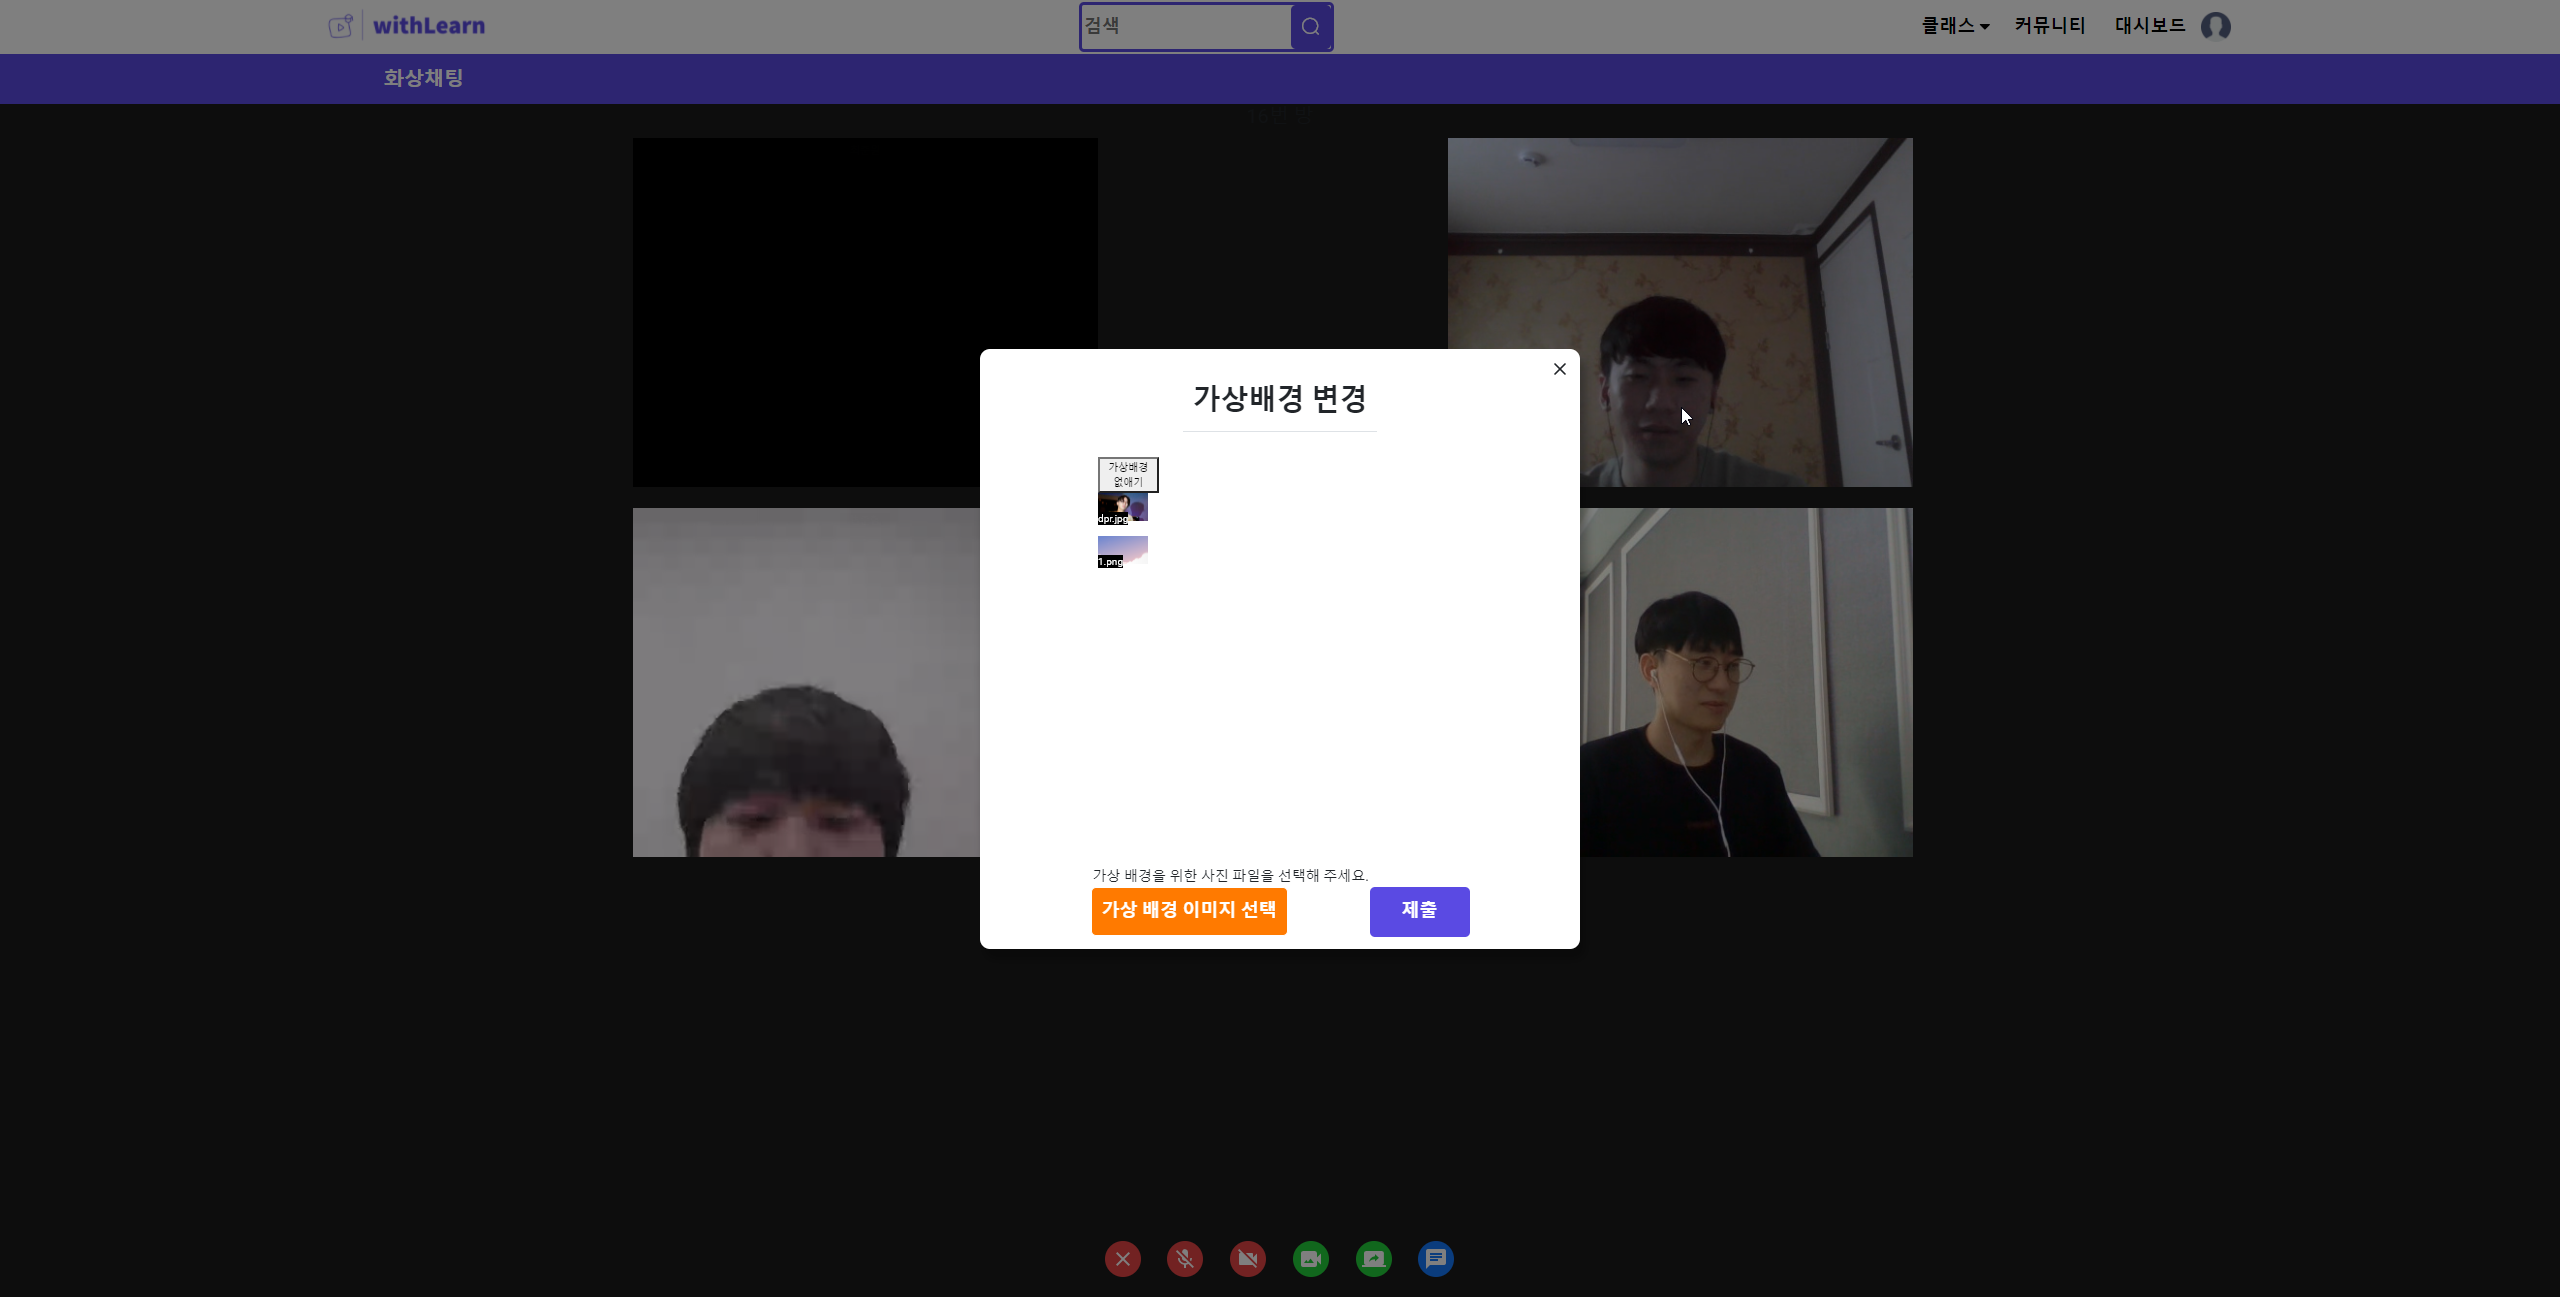 withLearn
검색
클래스
커뮤니티
대시보드
화상채팅
가상배경 변경
가상배경
없애기
dpr.jpg
1.png
가상 배경을 위한 사진 파일을 선택해 주세요.
가상 배경 이미지 선택
제출